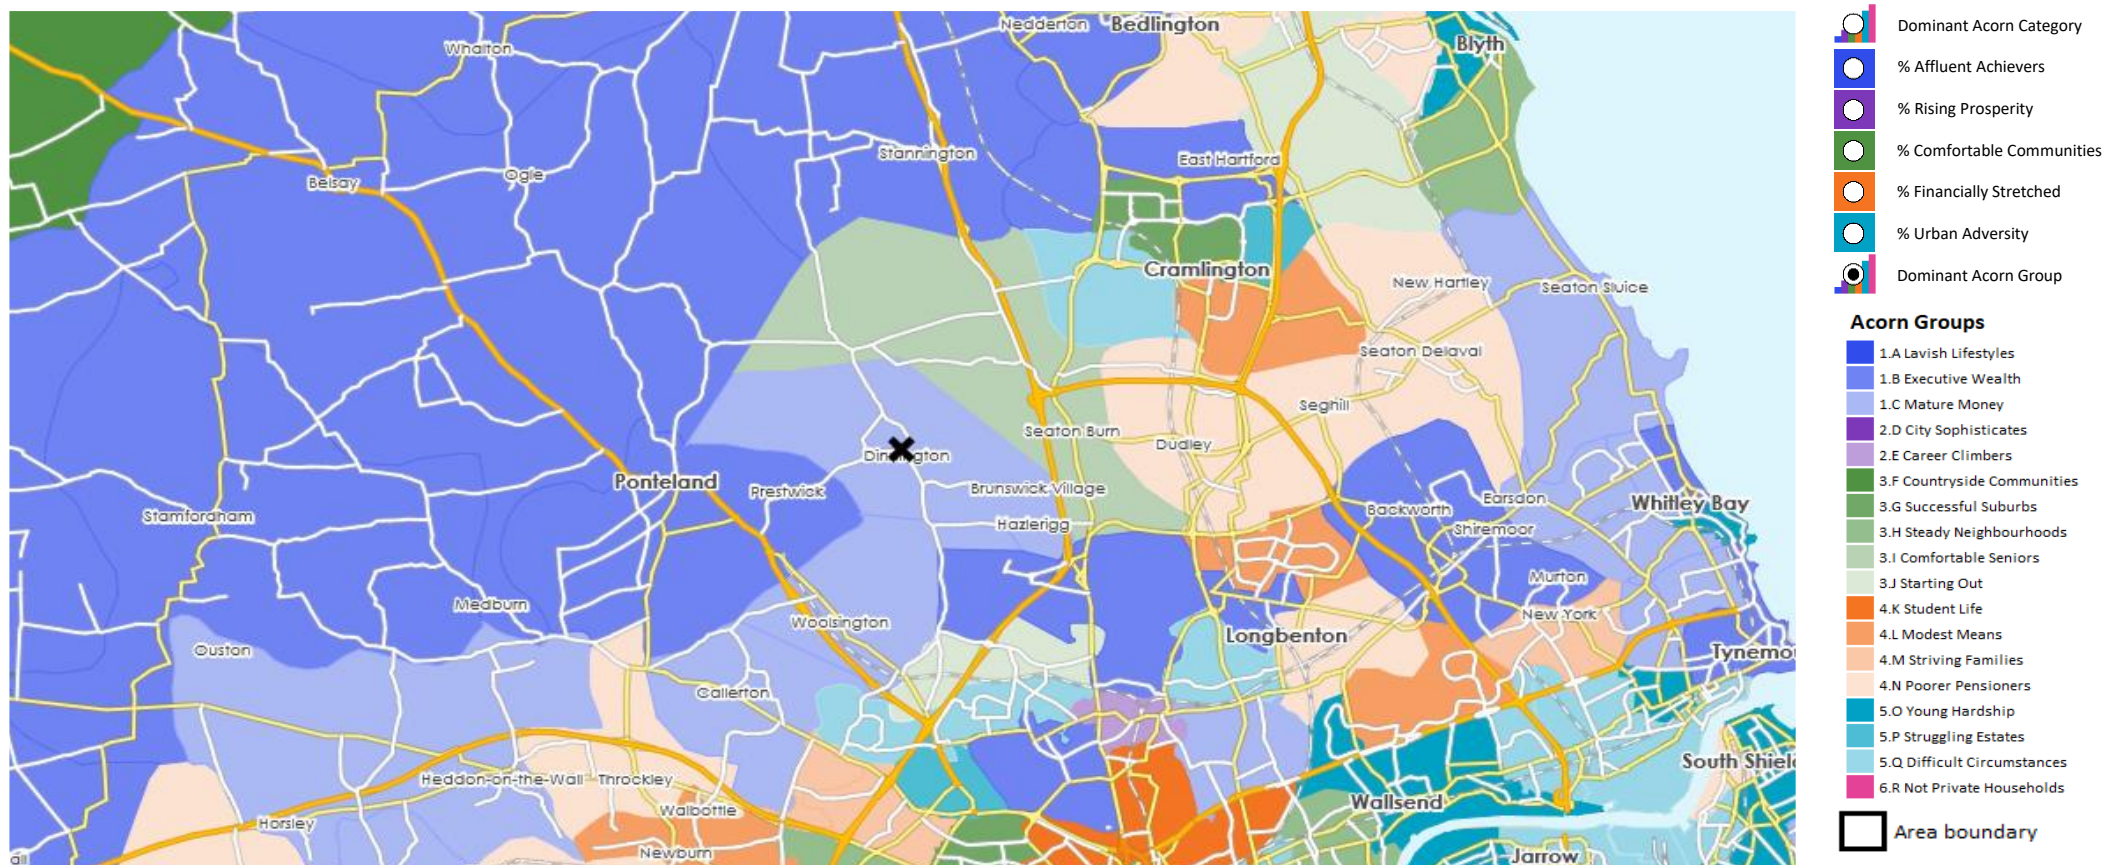 Nedderton
Bedlington
Whalton
Blyth
Stannington
East Hartford
Belsay
Ogle
Cramlington
New Hartley
Seaton Sluice
Seaton Delaval
Seghill
Seaton Burn
Dudley
Ponteland
Prestwick
Brunswick Village
Earsdon
Whitley Bay
Backworth
Stamfordham
Hazlerigg
Shiremoor
Murton
Medburn
New York
Woolsington
Longbenton
Ouston
Callerton
Heddon-on-the-Wall
Throckley
Wallsend
Walbottle
Horsley
Newburn
Jarrow
Dominant Acorn Category
% Affluent Achievers
% Rising Prosperity
% Comfortable Communities
% Financially Stretched
% Urban Adversity
Dominant Acorn Group
Acorn Groups
1.A Lavish Lifestyles
1.B Executive Wealth
1.C Mature Money
2.D City Sophisticates
2.E Career Climbers
3.F Countryside Communities
3.G Successful Suburbs
3.H Steady Neighbourhoods
3.I Comfortable Seniors
3.J Starting Out
4.K Student Life
4.L Modest Means
4.M Striving Families
4.N Poorer Pensioners
5.O Young Hardship
5.P Struggling Estates
5.Q Difficult Circumstances
6.R Not Private Households
Area boundary